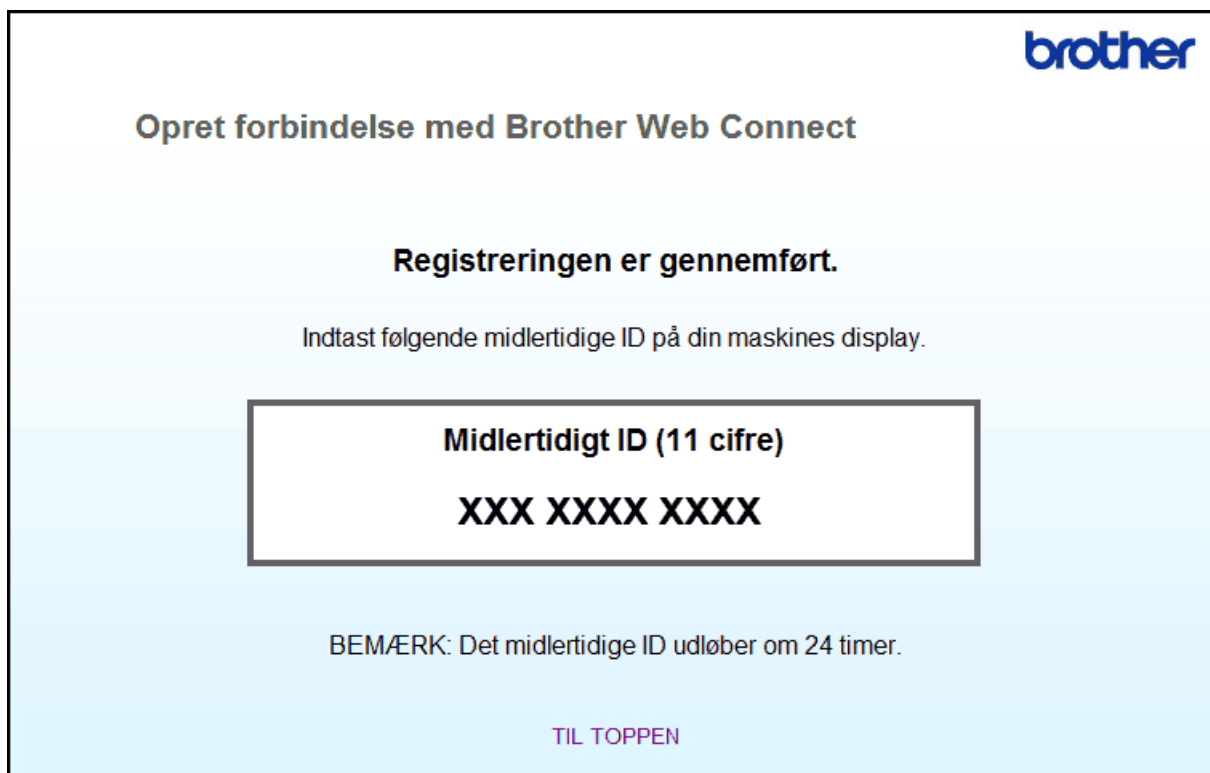 brother
Opret forbindelse med Brother Web Connect
Registreringen er gennemført.
Indtast følgende midlertidige ID på din maskines display.
Midlertidigt ID (11 cifre)
XXX XXXX XXXX
BEMÆRK: Det midlertidige ID udløber om 24 timer.
TIL TOPPEN